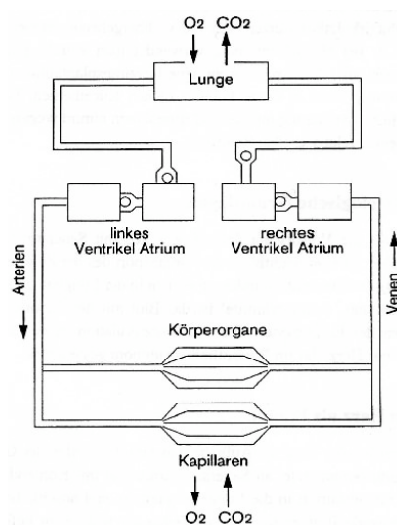 O2 CO2
Lunge
linkes rechtes
Ventrikel Atrium Ventrikel Atrium
Arterien
Venen
Körperorgane
Kapillaren
O2 CO2